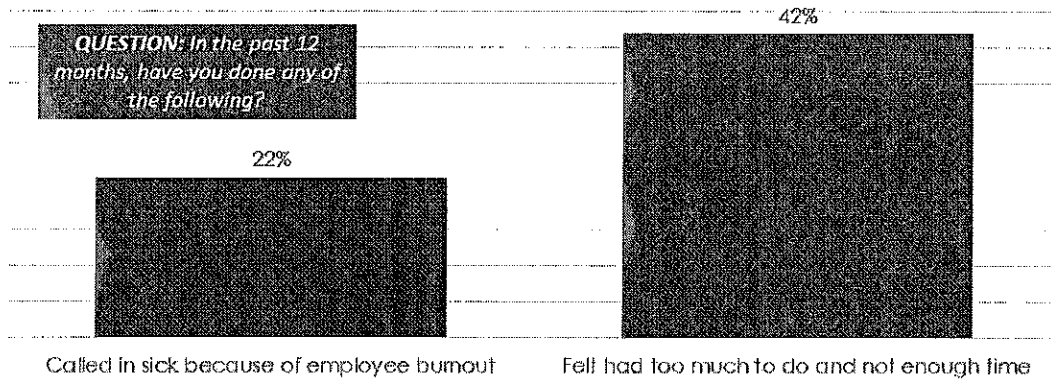 42%
QUESTION: In the past 12
months, have you done any of
the following?
22%
Called in sick because of employee burnout
Felt had too much to do and not enough time